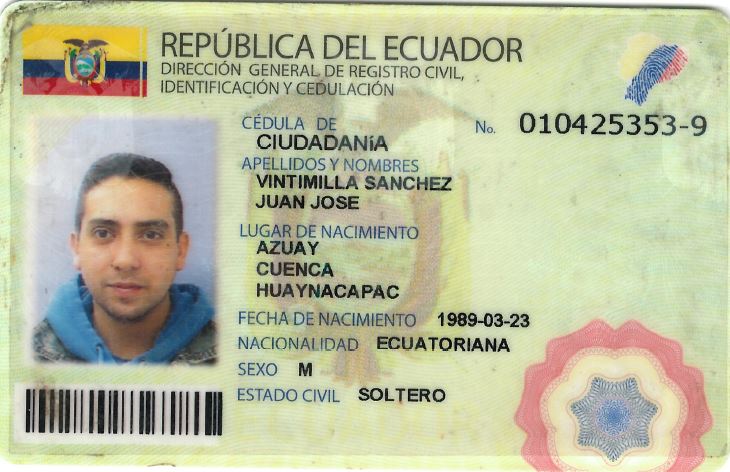 REPÚBLICA DEL ECUADOR
DIRECCIÓN GENERAL DE REGISTRO CIVIL,
IDENTIFICACIÓN Y CEDULACIÓN
CÉDULA DE No. 010425353-9
CIUDADANíA
APELLIDOS Y NOMBRES
VINTIMILLA SANCHEZ
JUAN JOSE
LUGAR DE NACIMIENTO
AZUAY
CUENCA
HUAYNACAPAC
FECHA DE NACIMIENTO 1989-03-23
NACIONALIDAD ECUATORIANA
SEXO M
ESTADO CIVIL SOLTERO